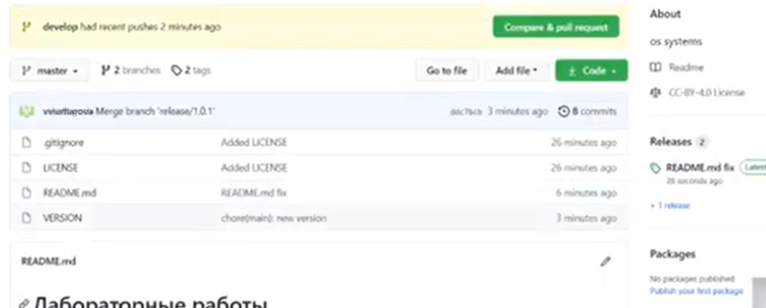 develop had recent pushes 2 minutes ago
Compare & pull request
master
2 branches
2 tags
Go to file
Add file
Code
Merge branch 'release/1.0.1'
3 minutes ago
8 commits
.gitignore Added LICENSE 26 minutes ago
LICENSE Added LICENSE 26 minutes ago
README.md README.md fix 6 minutes ago
VERSION chore(main): new version 3 minutes ago
README.md
Лабораторные работы
About
os systems
Readme
CC-BY-4.0 License
Releases 2
README.md fix Latest
26 seconds ago
+ 1 release
Packages
No packages published
Publish your first package